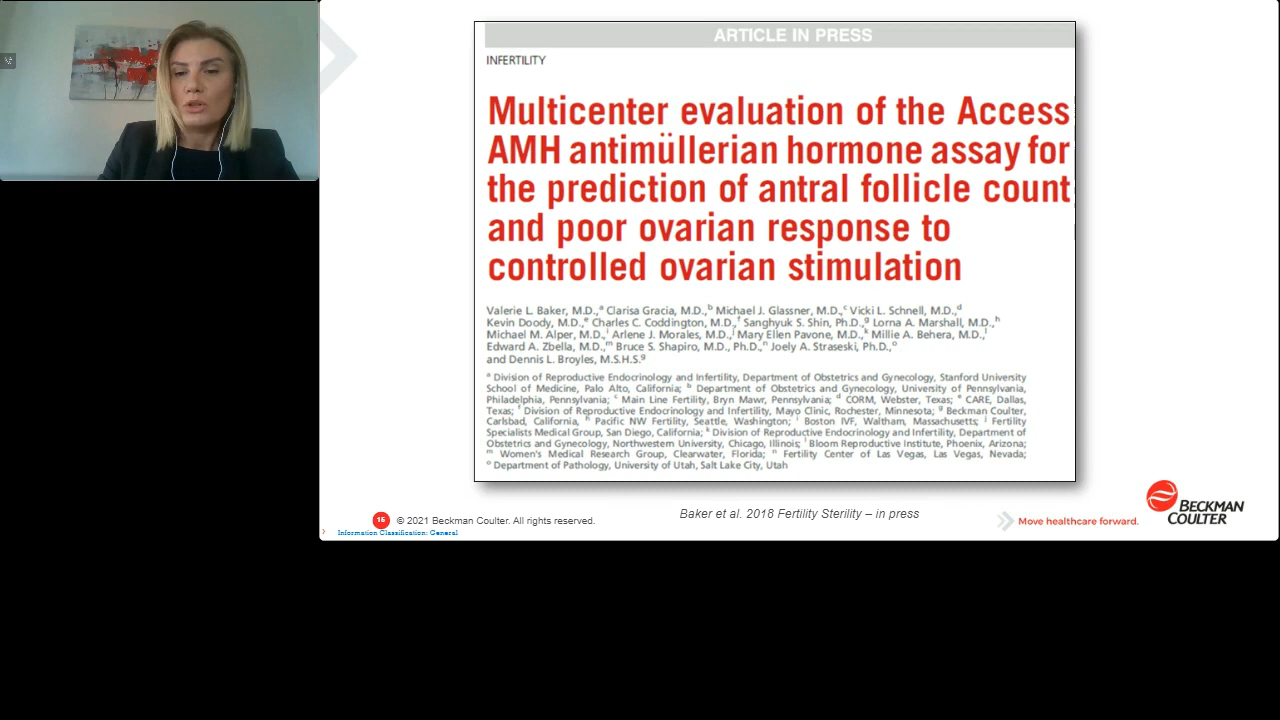 ARTICLE IN PRESS
INFERTILITY
Multicenter evaluation of the Access
AMH antimüllerian hormone assay for
the prediction of antral follicle count
and poor ovarian response to
controlled ovarian stimulation
Valerie L. Baker, M.D.,ᵃ Clarisa Gracia, M.D.,ᵇ Michael J. Glassner, M.D.,ᶜ Vicki L. Schnell, M.D.,ᵈ
Kevin Doody, M.D.,ᵉ Charles C. Coddington, M.D.,ᶠ Sanghyuk S. Shin, Ph.D.,ᵍ Lorna A. Marshall, M.D.,ʰ
Michael M. Alper, M.D.,ⁱ Arlene J. Morales, M.D.,ʲ Mary Ellen Pavone, M.D.,ᵏ Millie A. Behera, M.D.,ˡ
Edward A. Zbella, M.D.,ᵐ Bruce S. Shapiro, M.D., Ph.D.,ⁿ Joely A. Straseski, Ph.D.,ᵒ
and Dennis L. Broyles, M.S.H.S.ᵍ
ᵃ Division of Reproductive Endocrinology and Infertility, Department of Obstetrics and Gynecology, Stanford University
School of Medicine, Palo Alto, California; ᵇ Department of Obstetrics and Gynecology, University of Pennsylvania,
Philadelphia, Pennsylvania; ᶜ Main Line Fertility, Bryn Mawr, Pennsylvania; ᵈ CORM, Webster, Texas; ᵉ CARE, Dallas,
Texas; ᶠ Division of Reproductive Endocrinology and Infertility, Mayo Clinic, Rochester, Minnesota; ᵍ Beckman Coulter,
Carlsbad, California, ʰ Pacific NW Fertility, Seattle, Washington; ⁱ Boston IVF, Waltham, Massachusetts; ʲ Fertility
Specialists Medical Group, San Diego, California; ᵏ Division of Reproductive Endocrinology and Infertility, Department of
Obstetrics and Gynecology, Northwestern University, Chicago, Illinois; ˡ Bloom Reproductive Institute, Phoenix, Arizona;
ᵐ Women's Medical Research Group, Clearwater, Florida; ⁿ Fertility Center of Las Vegas, Las Vegas, Nevada;
ᵒ Department of Pathology, University of Utah, Salt Lake City, Utah
Baker et al. 2018 Fertility Sterility – in press
15 © 2021 Beckman Coulter. All rights reserved.
Information Classification: General
Move healthcare forward.
BECKMAN
COULTER